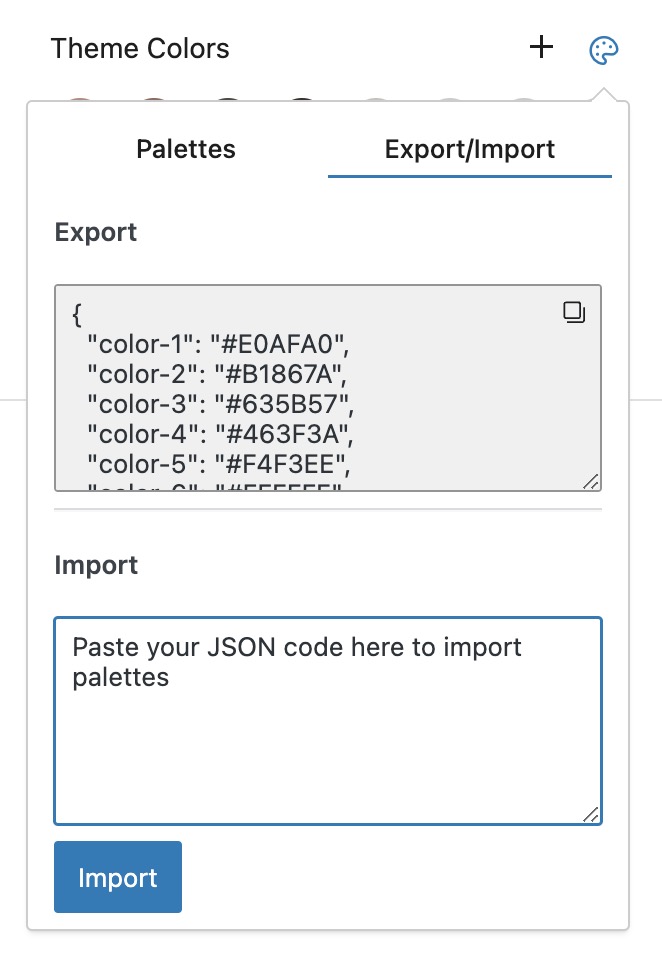 Theme Colors
Palettes
Export/Import
Export
{
"color-1": "#E0AFA0",
"color-2": "#B1867A",
"color-3": "#635B57",
"color-4": "#463F3A",
"color-5": "#F4F3EE",
Import
Paste your JSON code here to import
palettes
Import